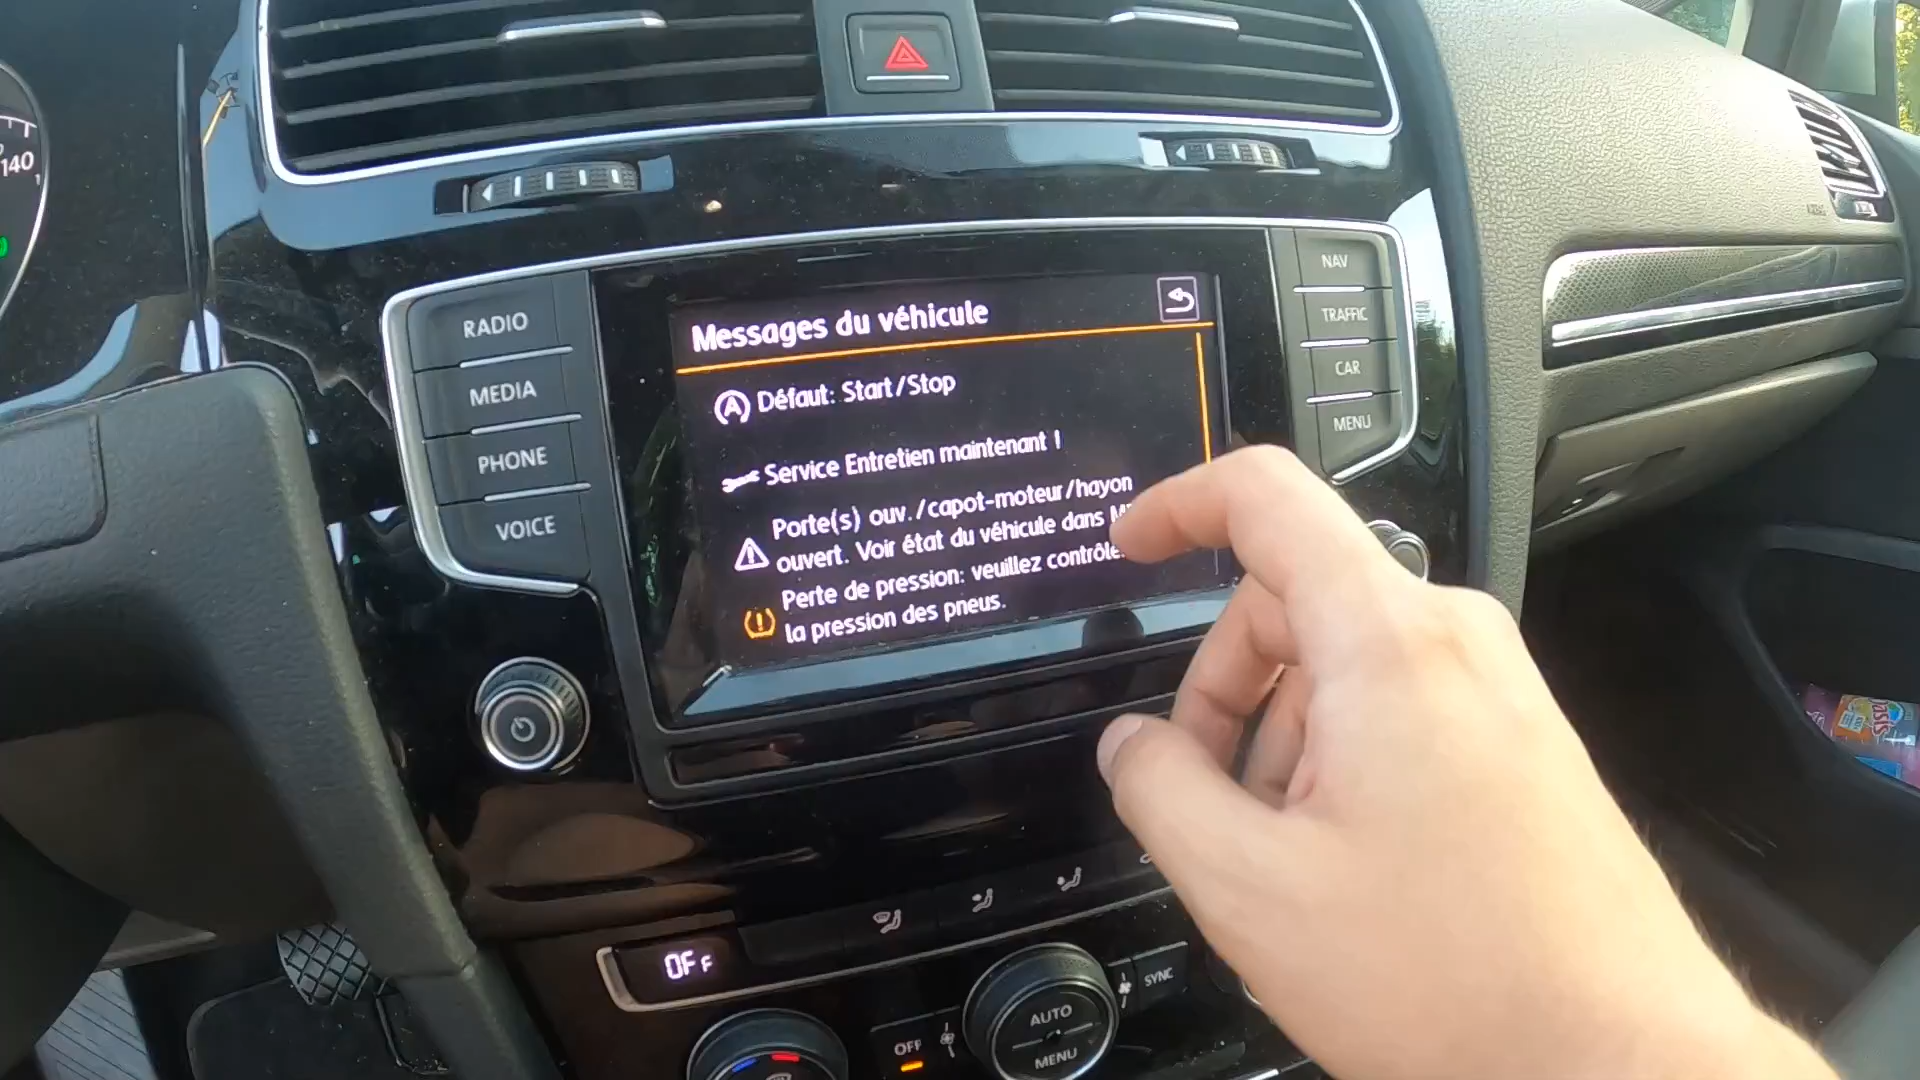 140
RADIO
MEDIA
PHONE
VOICE
Messages du véhicule
Défaut: Start/Stop
Service Entretien maintenant !
Porte(s) ouv./capot-moteur/hayon
ouvert. Voir état du véhicule dans
Perte de pression: veuillez contrôle
la pression des pneus.
NAV
TRAFFIC
CAR
MENU
OFF
OFF
AUTO
MENU
SYNC